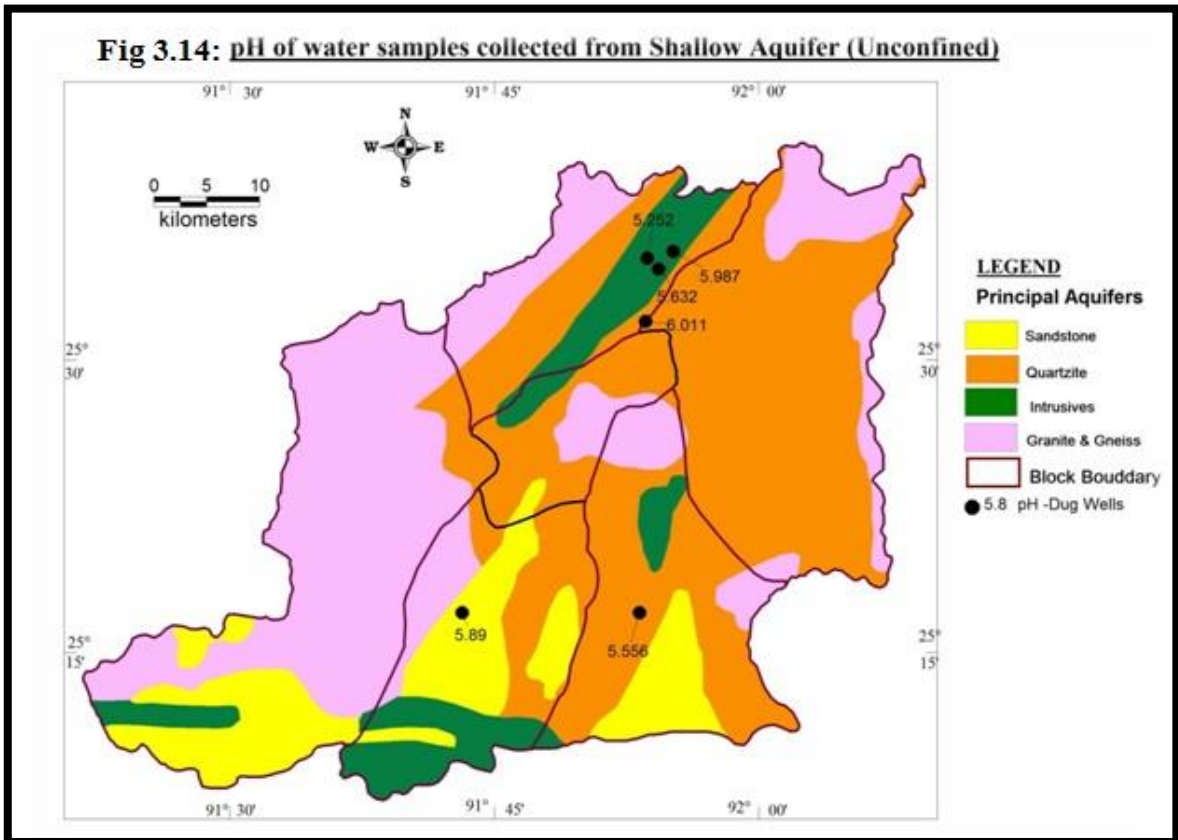 Fig 3.14: pH of water samples collected from Shallow Aquifer (Unconfined)
91° 30'
91° 45'
92° 00'
N
W E
S
0 5 10
kilometers
5.252
5.987
5.632
6.011
25°
30'
25°
30'
LEGEND
Principal Aquifers
Sandstone
Quartzite
Intrusives
Granite & Gneiss
Block Bouddary
5.8 pH -Dug Wells
5.89
5.556
25°
15'
25°
15'
91° 30'
91° 45'
92° 00'